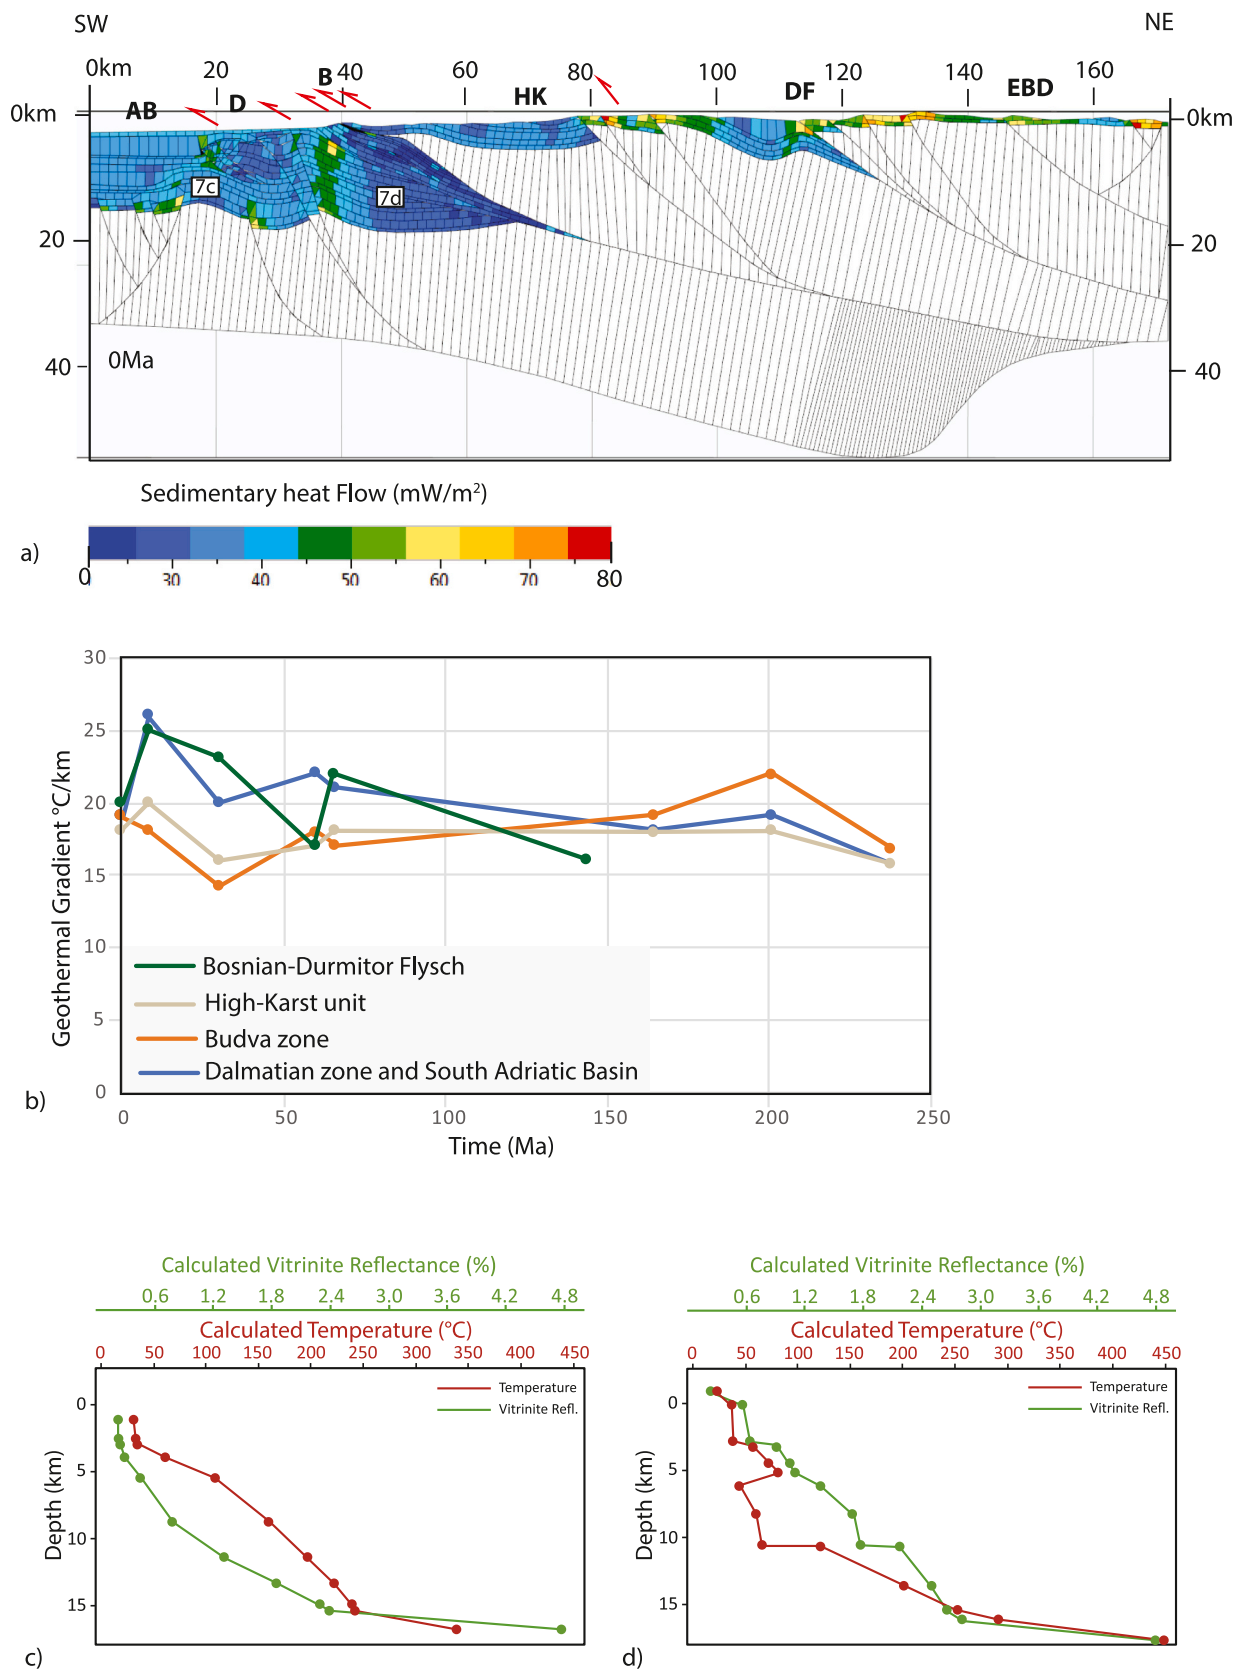 SW
NE
0km 20 B 40 60 80 100 120 140 160
AB D HK DF EBD
0km
0km
7c
7d
20
20
0Ma
40
40
Sedimentary heat Flow (mW/m²)
a)
0 30 40 50 60 70 80
30
25
20
15
10
5
0
Geothermal Gradient °C/km
Bosnian-Durmitor Flysch
High-Karst unit
Budva zone
Dalmatian zone and South Adriatic Basin
b)
0 50 100 150 200 250
Time (Ma)
Calculated Vitrinite Reflectance (%)
0.6 1.2 1.8 2.4 3.0 3.6 4.2 4.8
Calculated Temperature (°C)
0 50 100 150 200 250 300 350 400 450
Temperature
Vitrinite Refl.
0
5
10
15
Depth (km)
c)
Calculated Vitrinite Reflectance (%)
0.6 1.2 1.8 2.4 3.0 3.6 4.2 4.8
Calculated Temperature (°C)
0 50 100 150 200 250 300 350 400 450
Temperature
Vitrinite Refl.
0
5
10
15
Depth (km)
d)